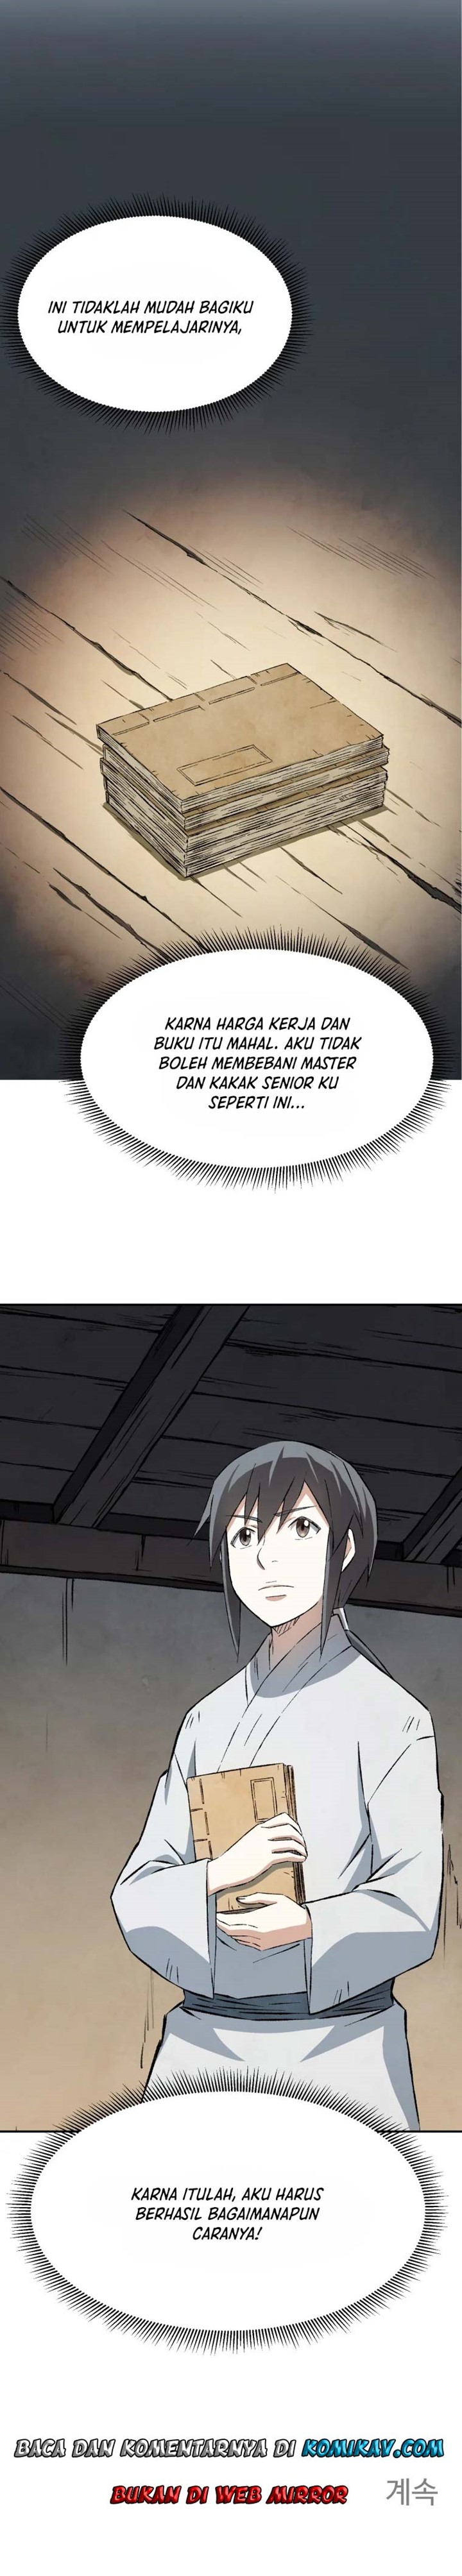 INI TIDAKLAH MUDAH BAGIKU
UNTUK MEMPELAJARINYA,
KARNA HARGA KERJA DAN
BUKU ITU MAHAL. AKU TIDAK
BOLEH MEMBEBANI MASTER
DAN KAKAK SENIOR KU
SEPERTI INI...
KARNA ITULAH, AKU HARUS
BERHASIL BAGAIMANAPUN
CARANYA!
BACA DAN KOMENTARNYA DI KOMIKAV.COM
BUKAN DI WEB MIRROR
계속